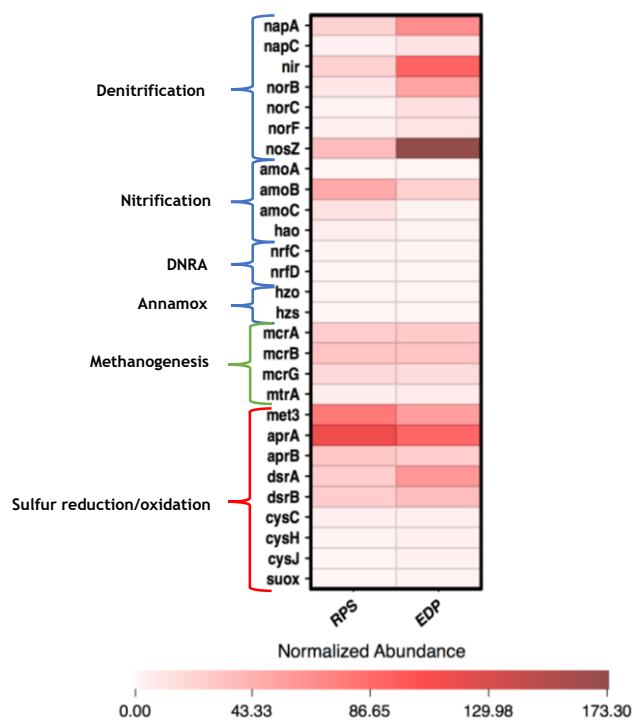 Denitrification
napA
napC
nir
norB
norC
norF
nosZ
Nitrification
amoA
amoB
amoC
hao
DNRA
nrfC
nrfD
Annamox
hzo
hzs
Methanogenesis
mcrA
mcrB
mcrG
mtrA
Sulfur reduction/oxidation
met3
aprA
aprB
dsrA
dsrB
cysC
cysH
cysJ
suox
RPS EDP
Normalized Abundance
0.00 43.33 86.65 129.98 173.30